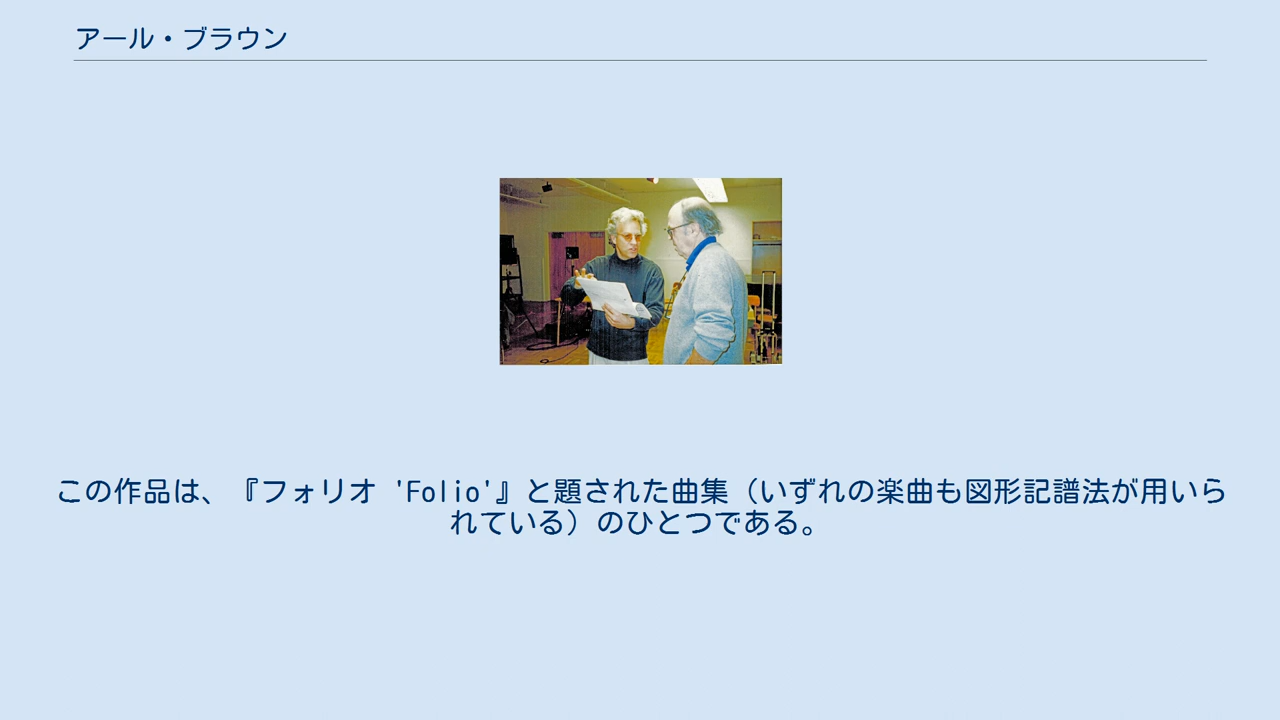 アール・ブラウン
この作品は、『フォリオ 'Folio'』と題された曲集（いずれの楽曲も図形記譜法が用いら
れている）のひとつである。